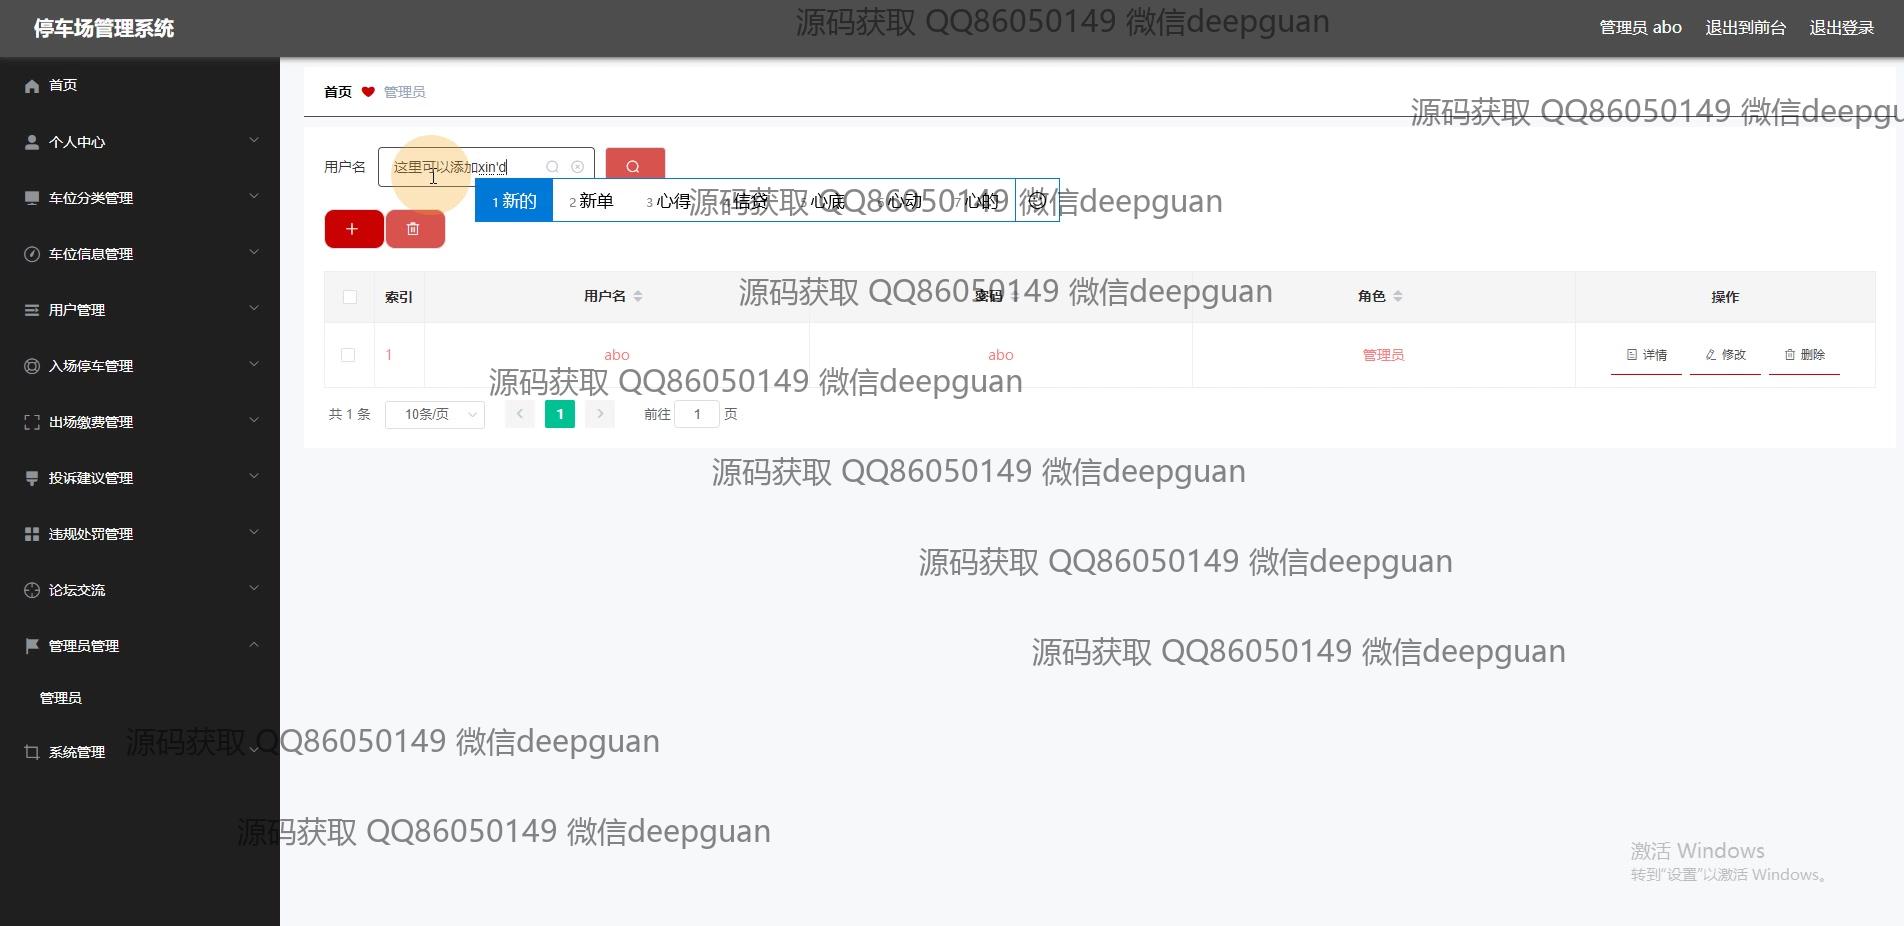 停车场管理系统
源码获取 QQ86050149 微信deepguan
管理员 abo 退出到前台 退出登录
首页
个人中心
车位分类管理
车位信息管理
用户管理
入场停车管理
出场缴费管理
投诉建议管理
违规处罚管理
论坛交流
管理员管理
管理员
系统管理
首页 管理员
源码获取 QQ86050149 微信deepgu
用户名 这里可以添加xin'd
1 新的 2 新单 3 心得 4 信贷 5 心底 6 心动 7 心的
源码获取 QQ86050149 微信deepguan
索引 用户名 密码 角色 操作
源码获取 QQ86050149 微信deepguan
1 abo abo 管理员 详情 修改 删除
源码获取 QQ86050149 微信deepguan
共 1 条 10条/页 1 前往 1 页
源码获取 QQ86050149 微信deepguan
源码获取 QQ86050149 微信deepguan
源码获取 QQ86050149 微信deepguan
源码获取 QQ86050149 微信deepguan
源码获取 QQ86050149 微信deepguan
激活 Windows
转到“设置”以激活 Windows。